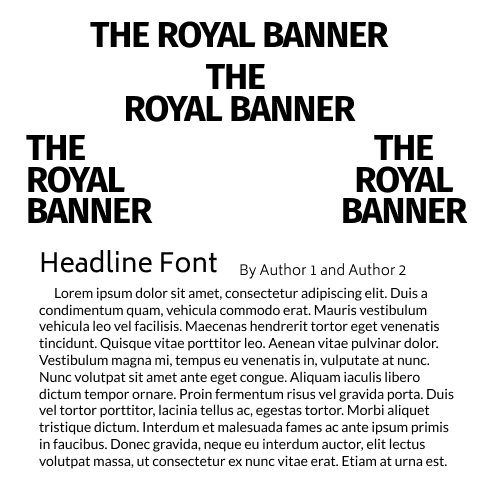 THE ROYAL BANNER
THE
ROYAL BANNER
THE
ROYAL
BANNER
THE
ROYAL
BANNER
Headline Font
By Author 1 and Author 2
Lorem ipsum dolor sit amet, consectetur adipiscing elit. Duis a
condimentum quam, vehicula commodo erat. Mauris vestibulum
vehicula leo vel facilisis. Maecenas hendrerit tortor eget venenatis
tincidunt. Quisque vitae porttitor leo. Aenean vitae pulvinar dolor.
Vestibulum magna mi, tempus eu venenatis in, vulputate at nunc.
Nunc volutpat sit amet ante eget congue. Aliquam iaculis libero
dictum tempor ornare. Proin fermentum risus vel gravida porta. Duis
vel tortor porttitor, lacinia tellus ac, egestas tortor. Morbi aliquet
tristique dictum. Interdum et malesuada fames ac ante ipsum primis
in faucibus. Donec gravida, neque eu interdum auctor, elit lectus
volutpat massa, ut consectetur ex nunc vitae erat. Etiam at urna est.